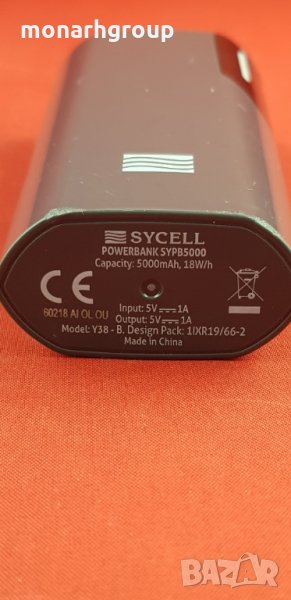 monarhgroup
SYCELL
POWERBANK SYPB5000
Capacity: 5000mAh, 18W/h
CE
60218 AI OL OU
Input: 5V⎓1A
Output: 5V⎓1A
Model: Y38 - B. Design Pack: 1IXR19/66-2
Made in China
BAZAR